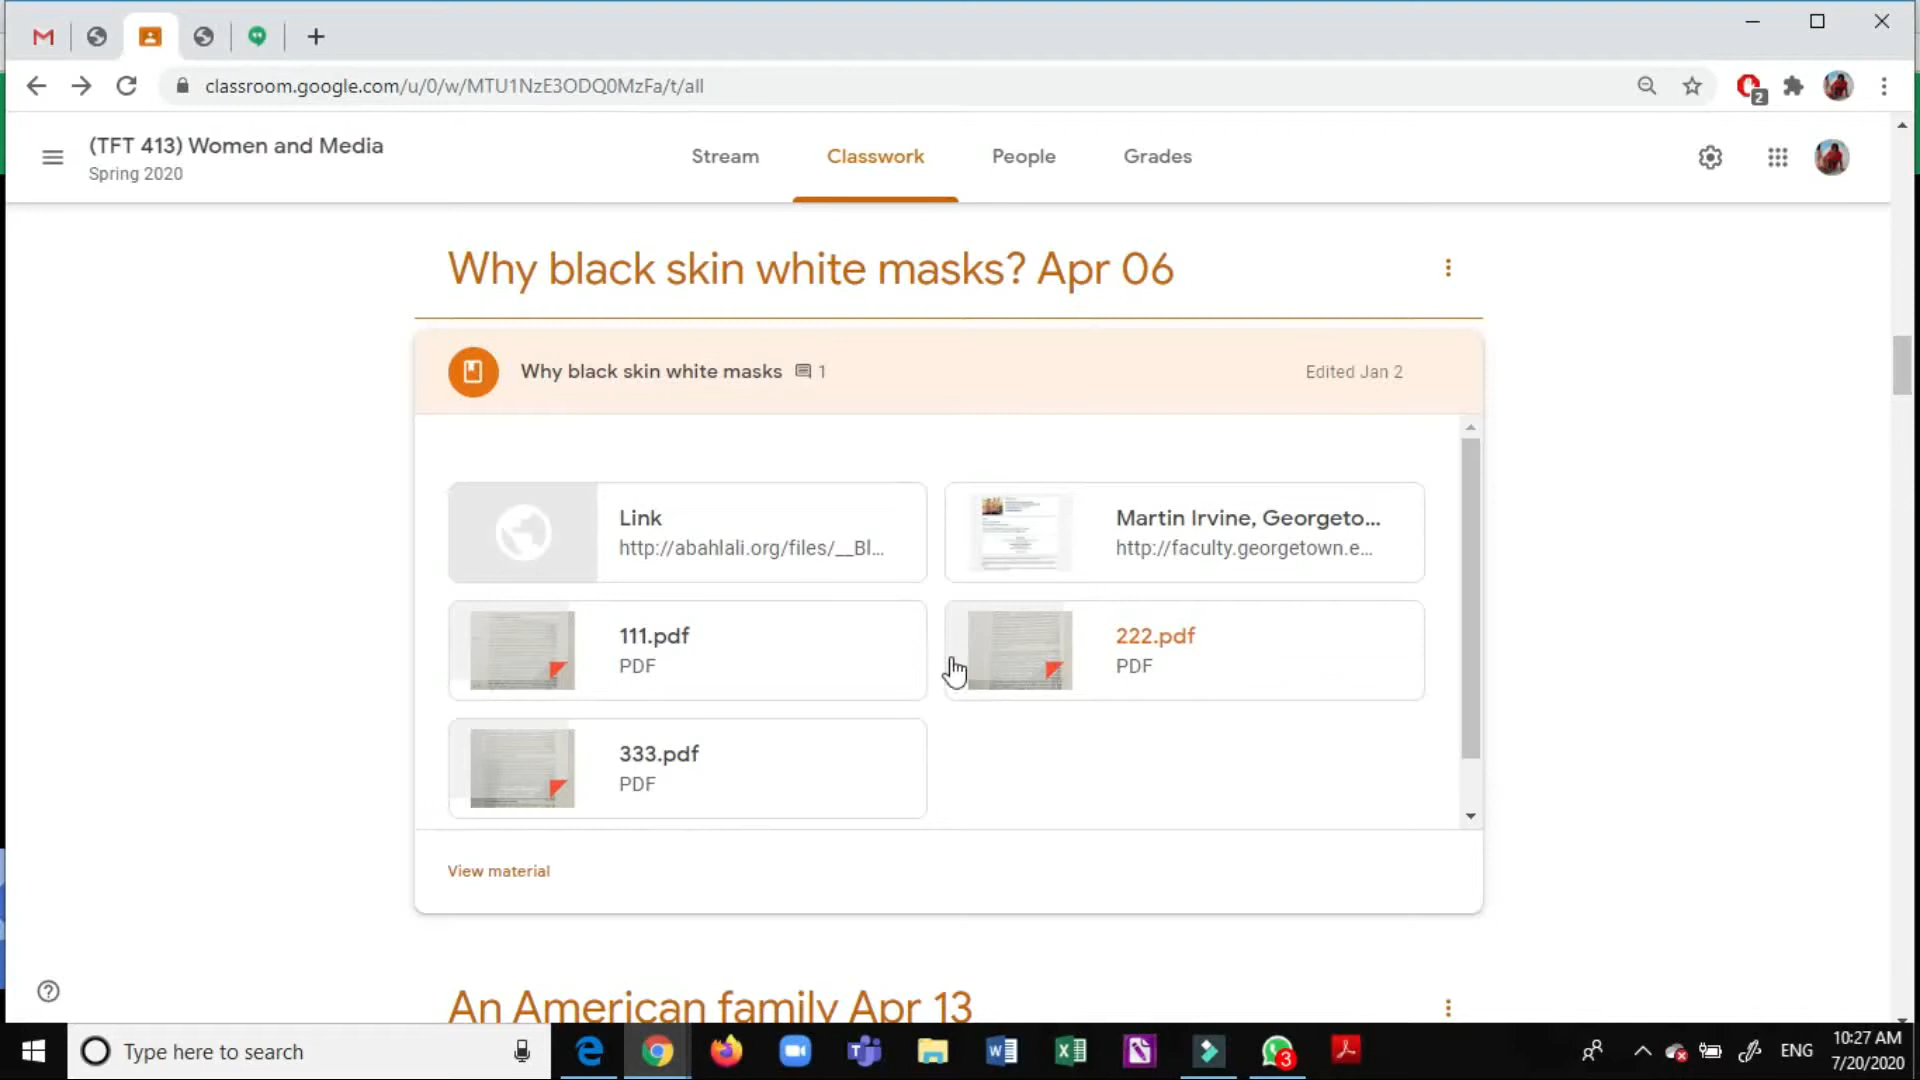 2
classroom.google.com/u/0/w/MTU1NzE3ODQ0MzFa/t/all
(TFT 413) Women and Media
Spring 2020
Stream
Classwork
People
Grades
Why black skin white masks? Apr 06
Why black skin white masks 1
Edited Jan 2
Link
http://abahlali.org/files/__Bl...
Martin Irvine, Georgeto...
http://faculty.georgetown.e...
111.pdf
PDF
222.pdf
PDF
333.pdf
PDF
View material
An American family Apr 13
Type here to search
3
ENG
10:27 AM
7/20/2020